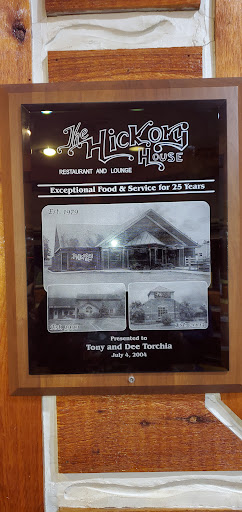 The Hickory
House
RESTAURANT AND LOUNGE
Exceptional Food & Service for 25 Years
Est. 1979
Presented to
Tony and Dee Torchia
July 4, 2004